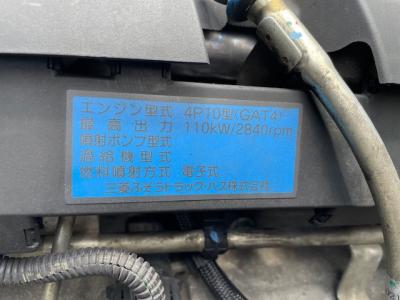 エンジン型式 4P10型(GAT4)
最高出力 110kW/2840rpm
噴射ポンプ型式
過給機型式
燃料噴射方式 電子式
三菱ふそうトラック・バス株式会社